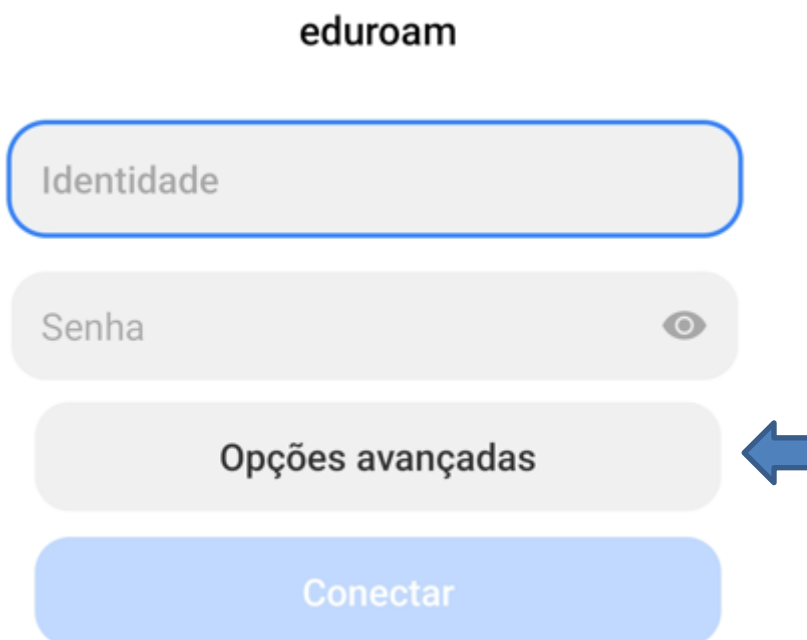 eduroam
Identidade
Senha
Opções avançadas
Conectar